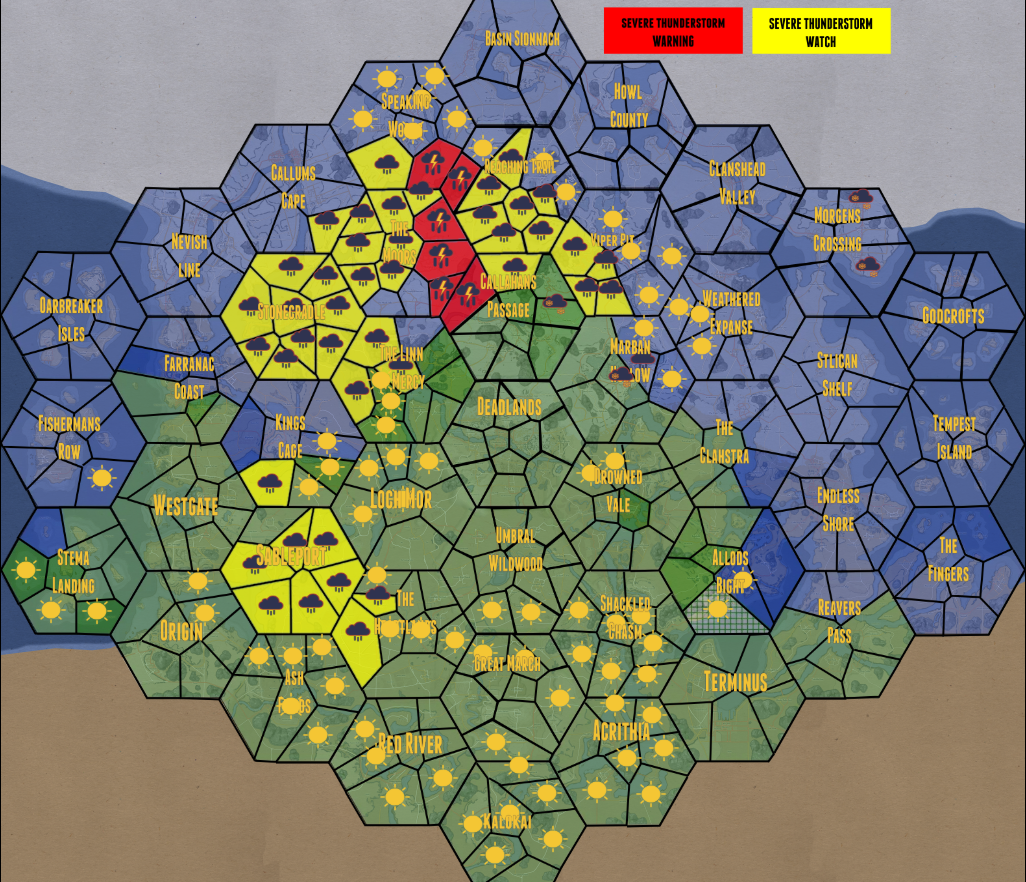 SEVERE THUNDERSTORM
WARNING
SEVERE THUNDERSTORM
WATCH
BASIN SIONNACH
HOWL
COUNTY
SPEAKING
WOODS
CALLUMS
CAPE
REACHING TRAIL
CLANSHEAD
VALLEY
MORGENS
CROSSING
NEVISH
LINE
THE
MOORS
VIPER PIT
OARBREAKER
ISLES
STONECRADLE
CALLAHANS
PASSAGE
WEATHERED
EXPANSE
GODCROFTS
FARRANAC
COAST
THE LINN
MERCY
MARBAN
HOLLOW
STLICAN
SHELF
FISHERMANS
ROW
KINGS
CAGE
DEADLANDS
THE
CLAHSTRA
TEMPEST
ISLAND
WESTGATE
LOCH MOR
DROWNED
VALE
ENDLESS
SHORE
STEMA
LANDING
SABLEPORT
UMBRAL
WILDWOOD
ALLODS
BIGHT
THE
FINGERS
ORIGIN
THE
HEARTLANDS
SHACKLED
CHASM
REAVERS
PASS
ASH
FIELDS
GREAT MARCH
TERMINUS
RED RIVER
ACRITHIA
KALOKAI